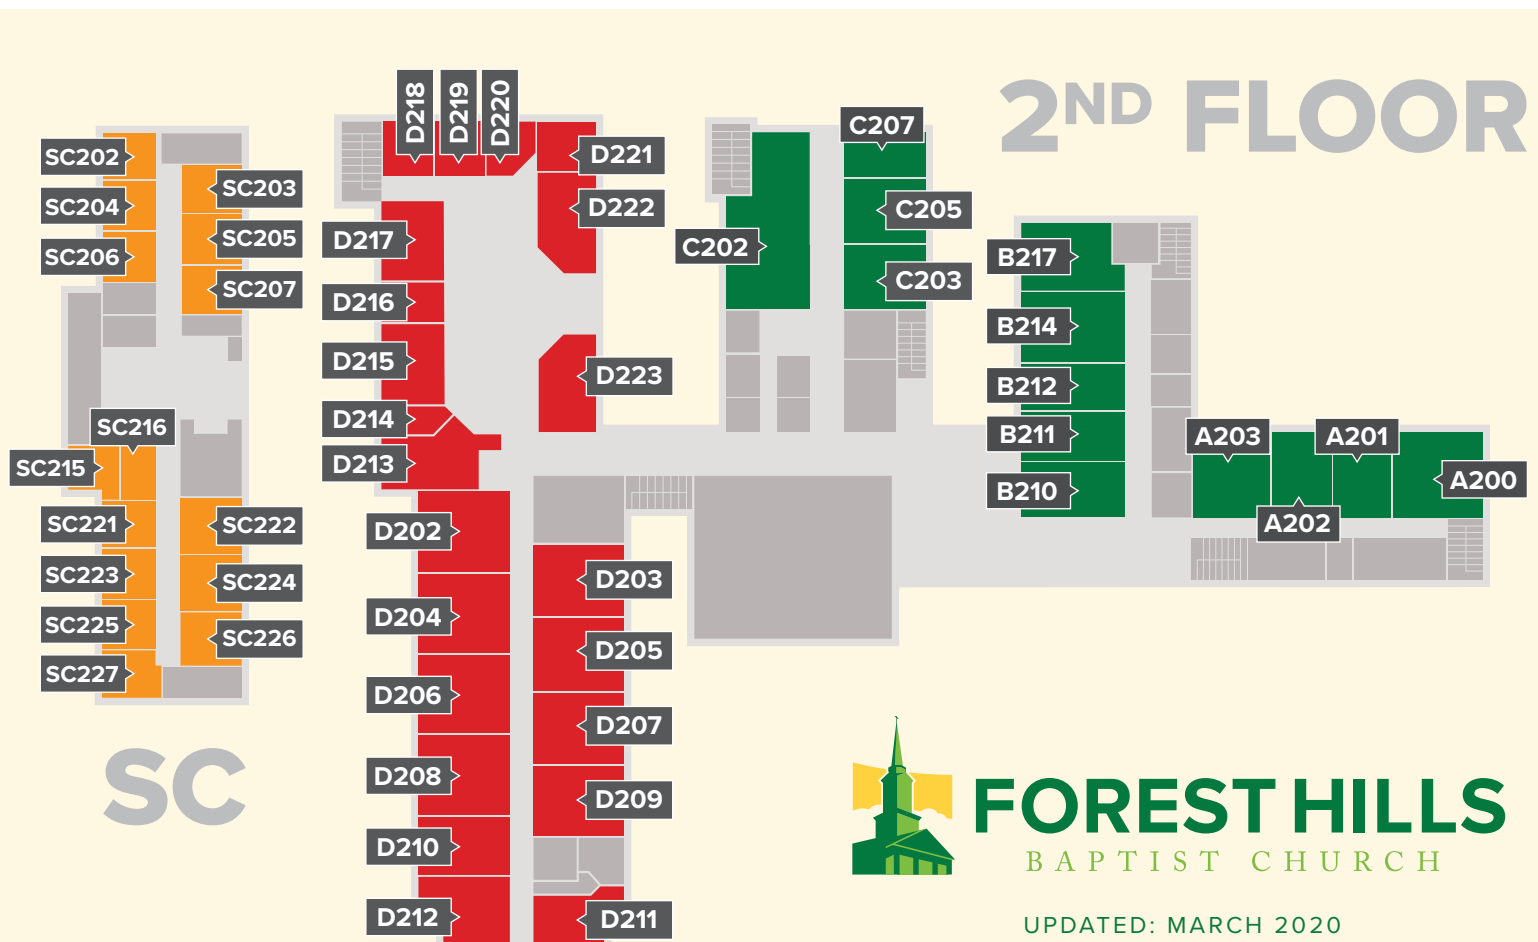 2ND FLOOR
SC202
SC203
SC204
SC205
SC206
SC207
SC216
SC215
SC221
SC222
SC223
SC224
SC225
SC226
SC227
SC
D218
D219
D220
D221
D222
D217
D216
D215
D223
D214
D213
D202
D203
D204
D205
D206
D207
D208
D209
D210
D212
D211
C207
C205
C202
C203
B217
B214
B212
B211
B210
A203
A201
A200
A202
FOREST HILLS
BAPTIST CHURCH
UPDATED: MARCH 2020